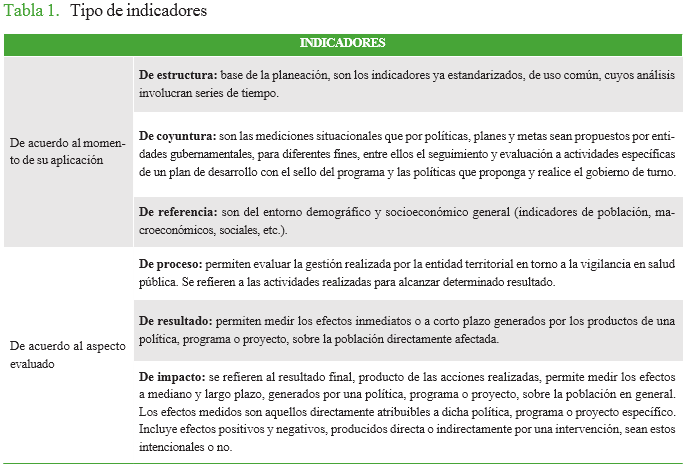 Tabla 1. Tipo de indicadores
INDICADORES
De acuerdo al momen-
to de su aplicación
De estructura: base de la planeación, son los indicadores ya estandarizados, de uso común, cuyos análisis
involucran series de tiempo.
De coyuntura: son las mediciones situacionales que por políticas, planes y metas sean propuestos por enti-
dades gubernamentales, para diferentes fines, entre ellos el seguimiento y evaluación a actividades específicas
de un plan de desarrollo con el sello del programa y las políticas que proponga y realice el gobierno de turno.
De referencia: son del entorno demográfico y socioeconómico general (indicadores de población, ma-
croeconómicos, sociales, etc.).
De acuerdo al aspecto
evaluado
De proceso: permiten evaluar la gestión realizada por la entidad territorial en torno a la vigilancia en salud
pública. Se refieren a las actividades realizadas para alcanzar determinado resultado.
De resultado: permiten medir los efectos inmediatos o a corto plazo generados por los productos de una
política, programa o proyecto, sobre la población directamente afectada.
De impacto: se refieren al resultado final, producto de las acciones realizadas, permite medir los efectos
a mediano y largo plazo, generados por una política, programa o proyecto, sobre la población en general.
Los efectos medidos son aquellos directamente atribuibles a dicha política, programa o proyecto específico.
Incluye efectos positivos y negativos, producidos directa o indirectamente por una intervención, sean estos
intencionales o no.